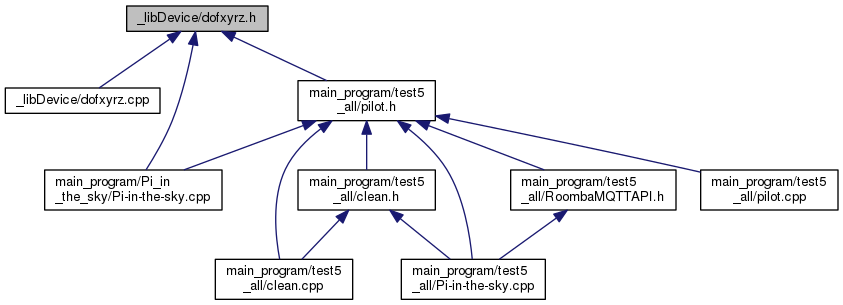 _libDevice/dofxyrz.h
_libDevice/dofxyrz.cpp
main_program/test5
_all/pilot.h
main_program/Pi_in
_the_sky/Pi-in-the-sky.cpp
main_program/test5
_all/clean.h
main_program/test5
_all/RoombaMQTTAPI.h
main_program/test5
_all/pilot.cpp
main_program/test5
_all/clean.cpp
main_program/test5
_all/Pi-in-the-sky.cpp